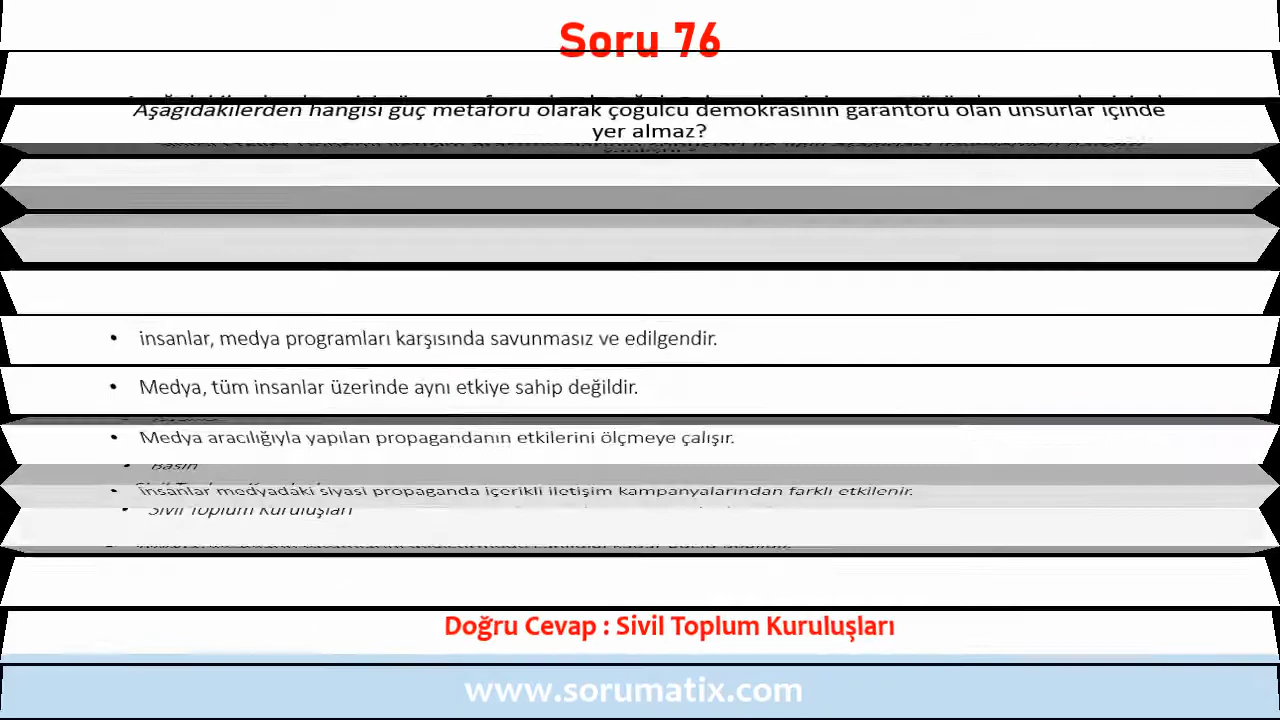 Soru 76
Aşağıdakilerden hangisi güç metaforu olarak çoğulcu demokrasinin garantörü olan unsurlar içinde
yer almaz?
• insanlar, medya programları karşısında savunmasız ve edilgendir.
• Medya, tüm insanlar üzerinde aynı etkiye sahip değildir.
• Medya aracılığıyla yapılan propagandanın etkilerini ölçmeye çalışır.
• Basın
• İnsanlar medyadaki siyasi propaganda içerikli iletişim kampanyalarından farklı etkilenir.
• Sivil Toplum Kuruluşları
Doğru Cevap : Sivil Toplum Kuruluşları
www.sorumatix.com